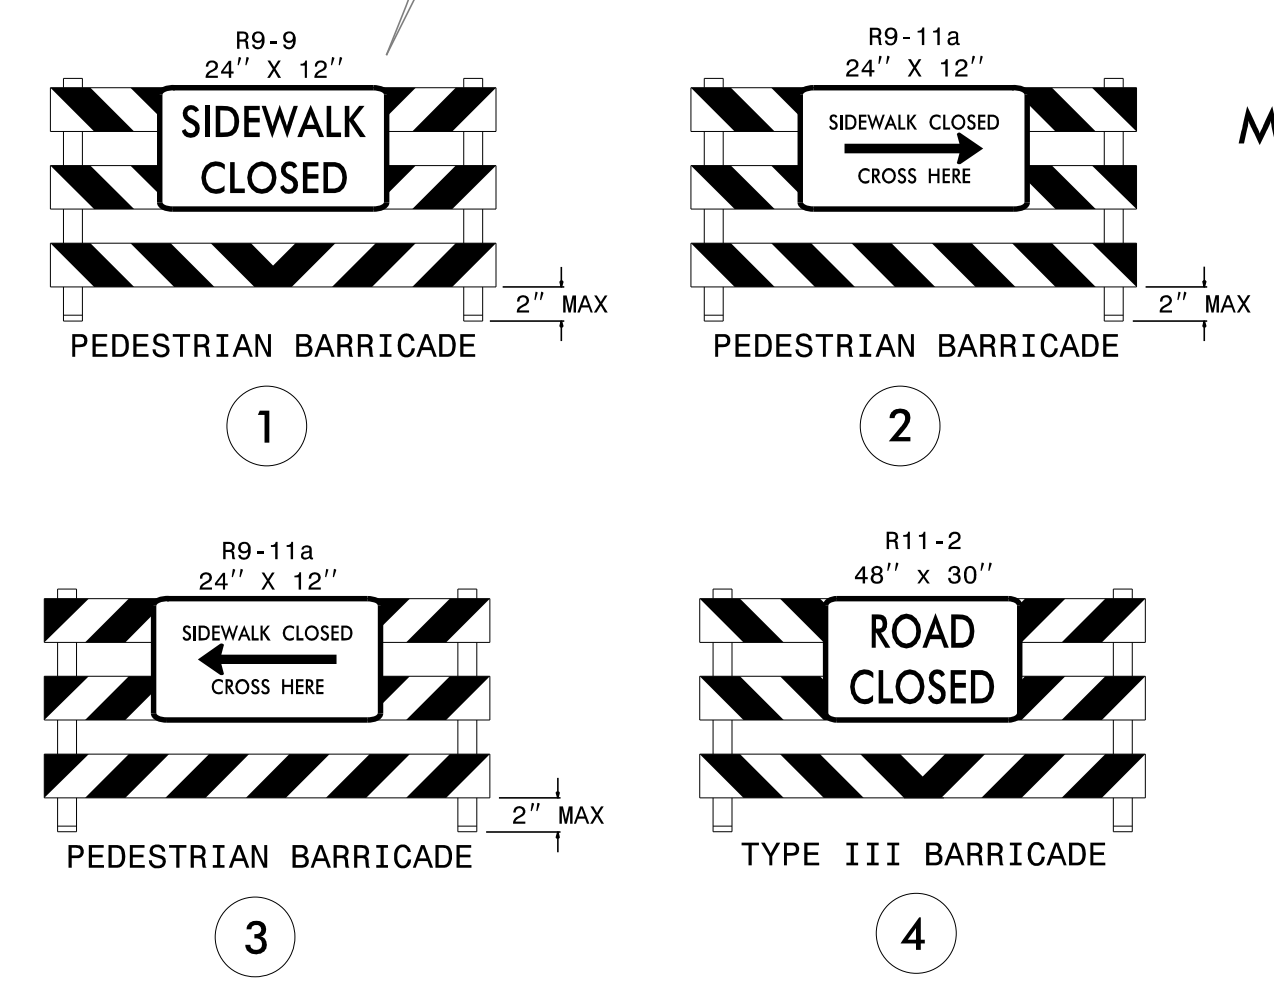 R9-9
24" X 12"
SIDEWALK
CLOSED
2" MAX
PEDESTRIAN BARRICADE
1
R9-11a
24" X 12"
SIDEWALK CLOSED
CROSS HERE
2" MAX
PEDESTRIAN BARRICADE
2
M
R9-11a
24" X 12"
SIDEWALK CLOSED
CROSS HERE
2" MAX
PEDESTRIAN BARRICADE
3
R11-2
48" x 30"
ROAD
CLOSED
TYPE III BARRICADE
4